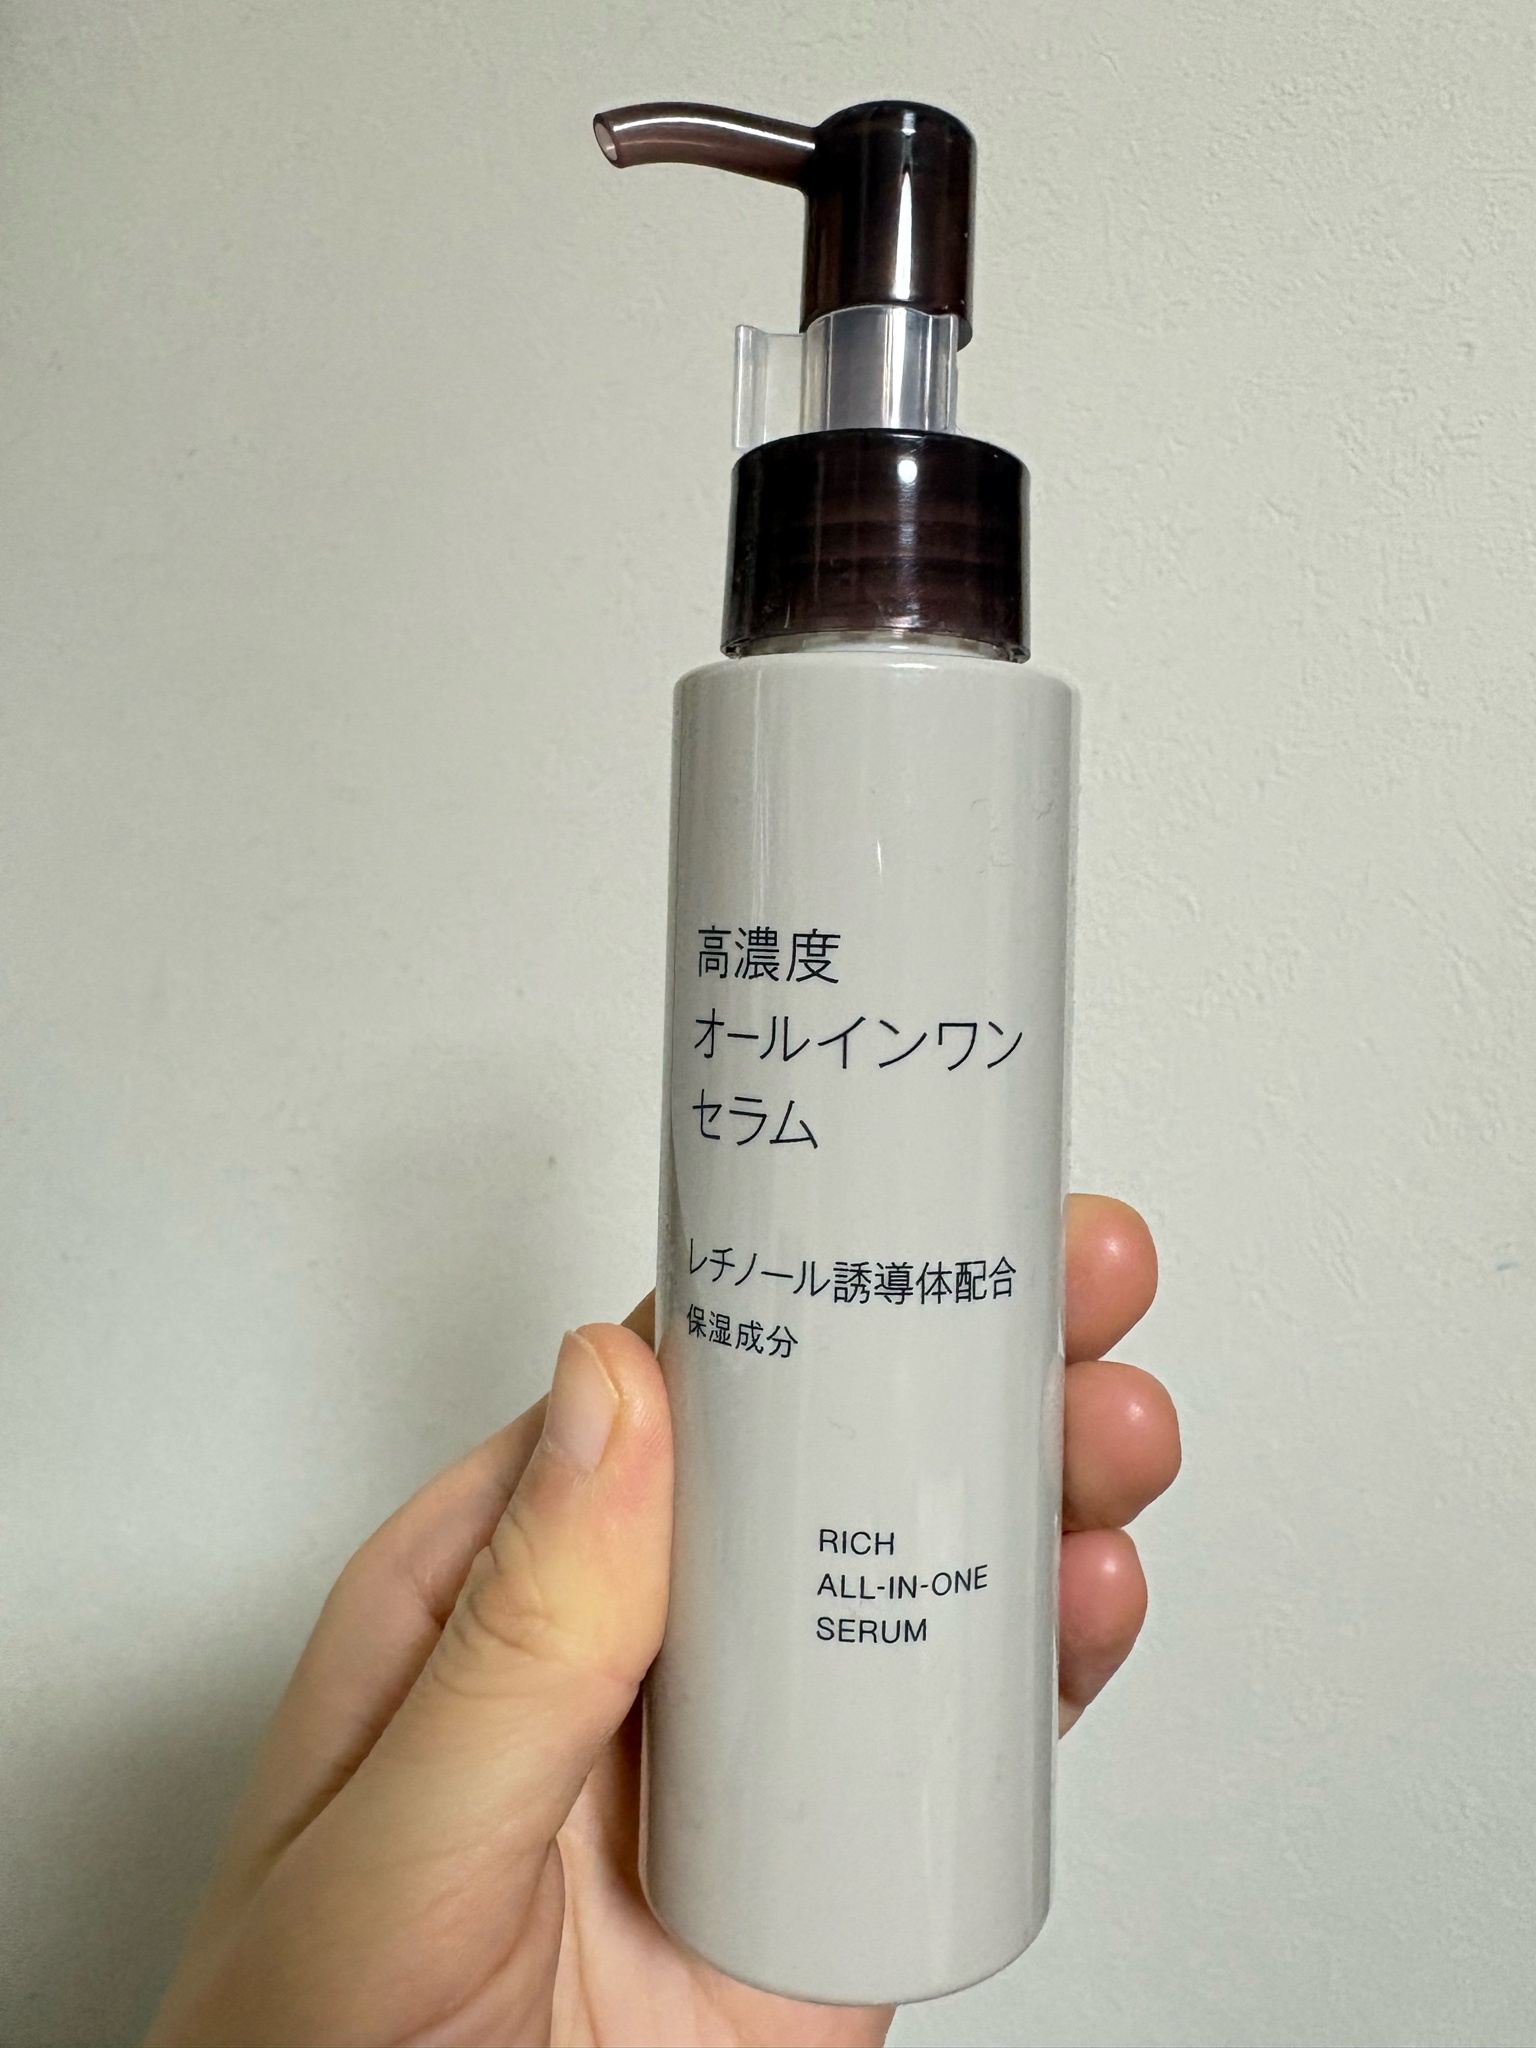 高濃度
オールインワン
セラム
レチノール誘導体配合
保湿成分
RICH
ALL-IN-ONE
SERUM